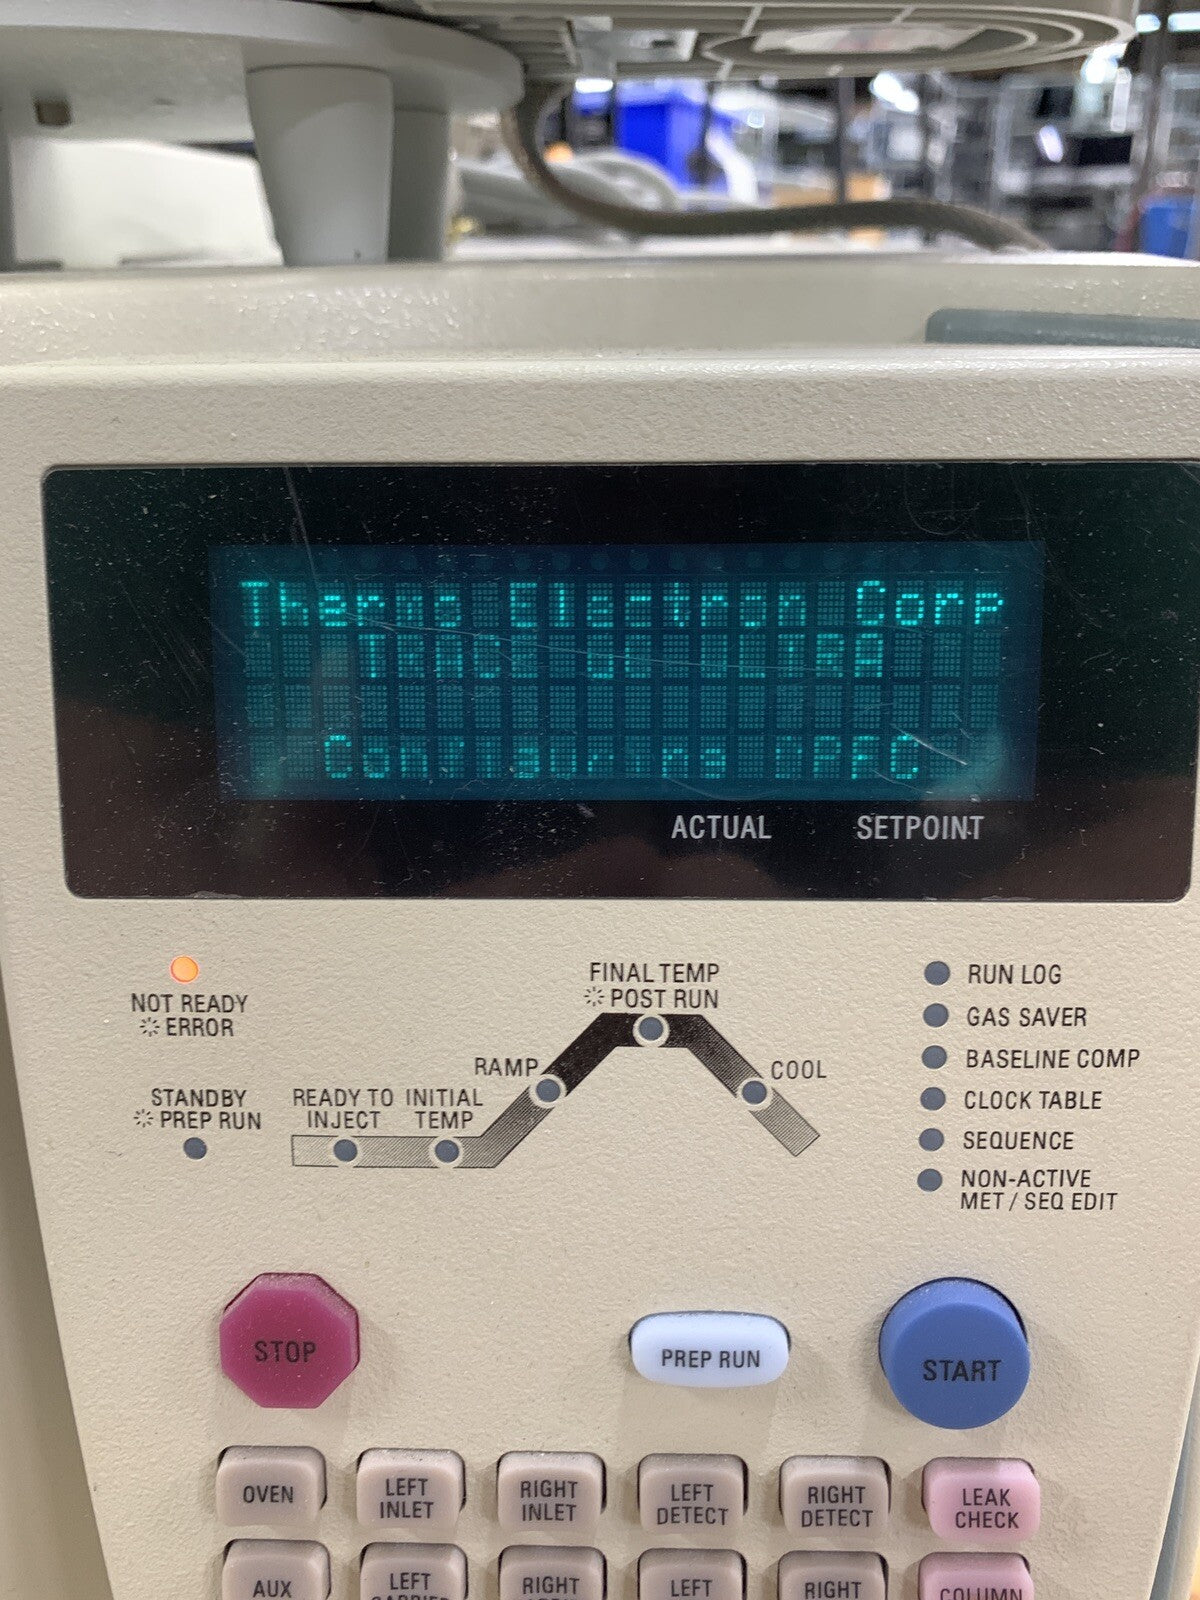 Thermo Electron Corp
TRACE
Configuring DPFC
ACTUAL
SETPOINT
NOT READY
ERROR
STANDBY
PREP RUN
READY TO
INJECT
INITIAL
TEMP
RAMP
FINAL TEMP
POST RUN
COOL
RUN LOG
GAS SAVER
BASELINE COMP
CLOCK TABLE
SEQUENCE
NON-ACTIVE
MET / SEQ EDIT
STOP
PREP RUN
START
OVEN
LEFT
INLET
RIGHT
INLET
LEFT
DETECT
RIGHT
DETECT
LEAK
CHECK
AUX
LEFT
CARRIER
RIGHT
LEFT
RIGHT
COLUMN